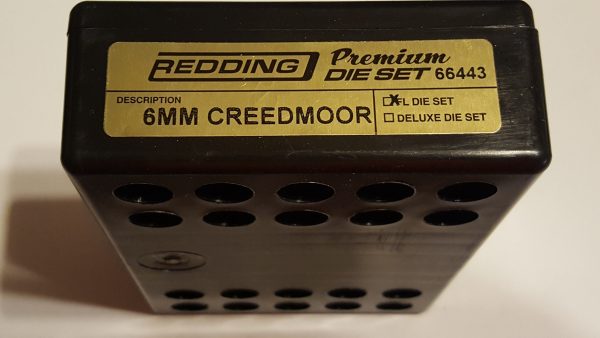 REDDING Premium
DIE SET 66443
DESCRIPTION
6MM CREEDMOOR
☒ FL DIE SET
☐ DELUXE DIE SET